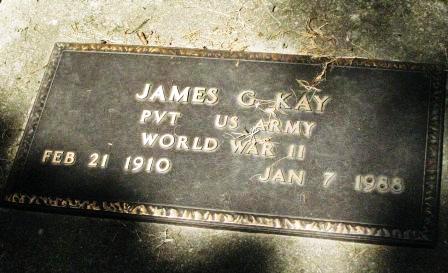 JAMES G KAY
PVT US ARMY
WORLD WAR II
FEB 21 1910 JAN 7 1988